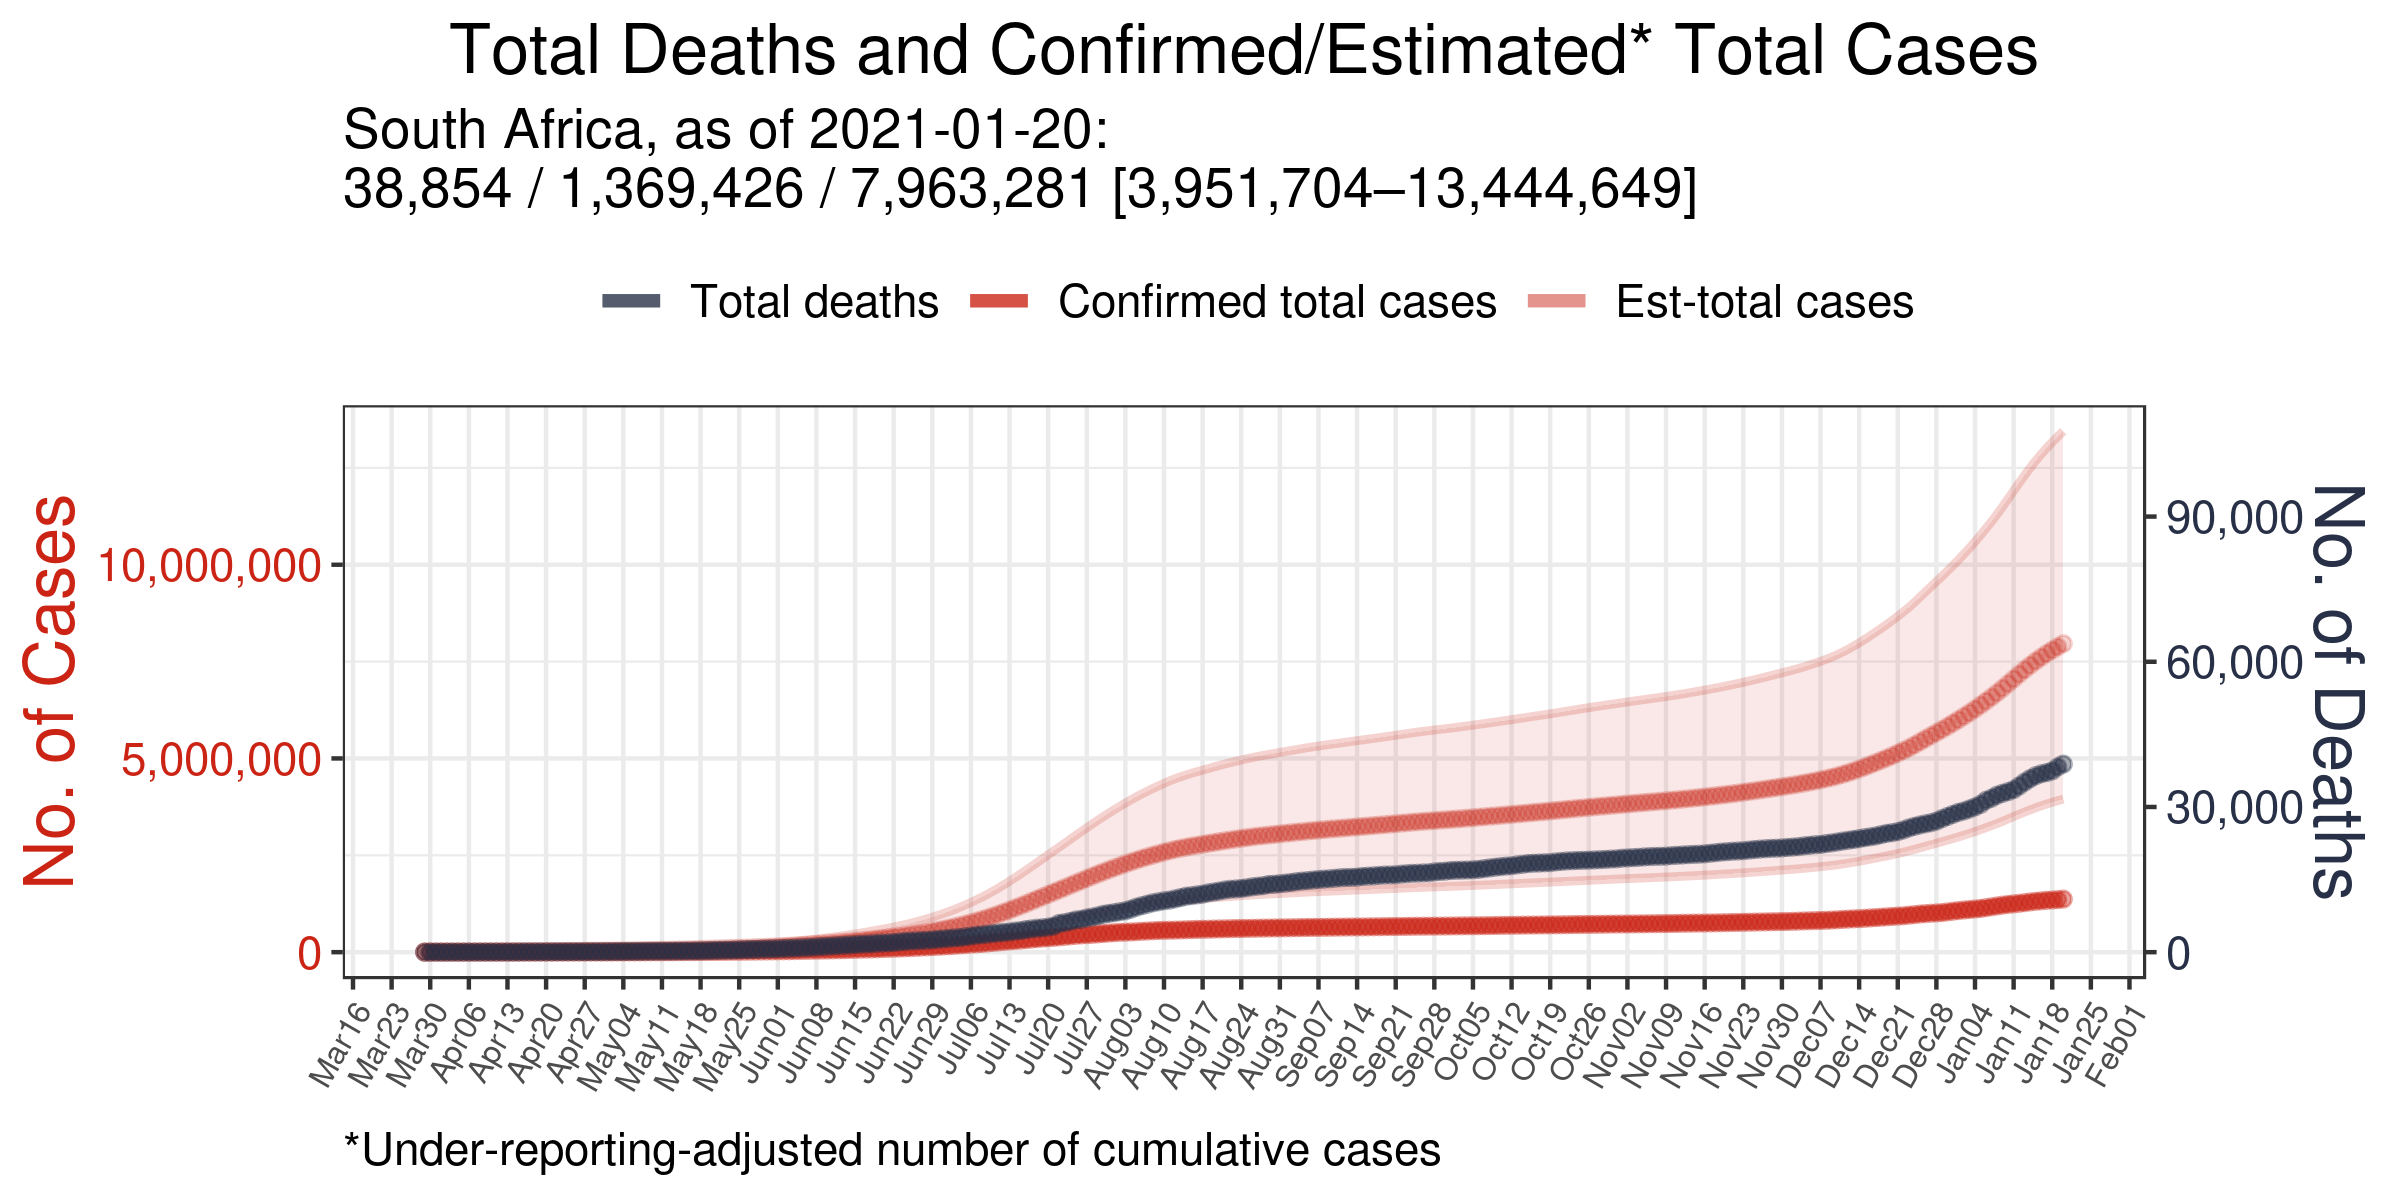 Total Deaths and Confirmed/Estimated* Total Cases
South Africa, as of 2021-01-20:
38,854 / 1,369,426 / 7,963,281 [3,951,704–13,444,649]
Total deaths
Confirmed total cases
Est-total cases
No. of Cases
10,000,000
5,000,000
0
90,000
60,000
30,000
0
No. of Deaths
Mar16
Mar23
Mar30
Apr06
Apr13
Apr20
Apr27
May04
May11
May18
May25
Jun01
Jun08
Jun15
Jun22
Jun29
Jul06
Jul13
Jul20
Jul27
Aug03
Aug10
Aug17
Aug24
Aug31
Sep07
Sep14
Sep21
Sep28
Oct05
Oct12
Oct19
Oct26
Nov02
Nov09
Nov16
Nov23
Nov30
Dec07
Dec14
Dec21
Dec28
Jan04
Jan11
Jan18
Jan25
Feb01
*Under-reporting-adjusted number of cumulative cases